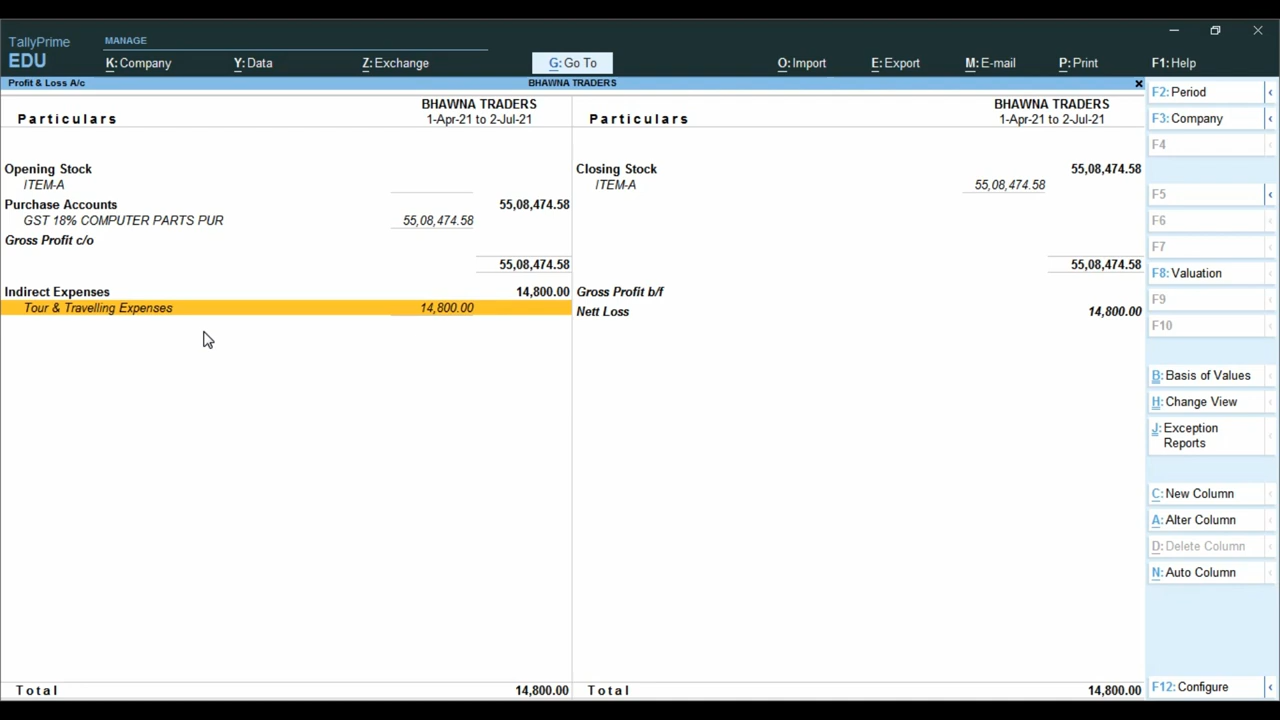 TallyPrime
EDU
MANAGE
K: Company
Y: Data
Z: Exchange
G: Go To
O: Import
E: Export
M: E-mail
P: Print
F1: Help
Profit & Loss A/c
BHAWNA TRADERS
Particulars
BHAWNA TRADERS
1-Apr-21 to 2-Jul-21
Opening Stock
ITEM-A
Purchase Accounts 55,08,474.58
GST 18% COMPUTER PARTS PUR 55,08,474.58
Gross Profit c/o
55,08,474.58
Indirect Expenses 14,800.00
Tour & Travelling Expenses 14,800.00
Total 14,800.00
Particulars
BHAWNA TRADERS
1-Apr-21 to 2-Jul-21
Closing Stock 55,08,474.58
ITEM-A 55,08,474.58
55,08,474.58
Gross Profit b/f
Nett Loss 14,800.00
Total 14,800.00
F2: Period
F3: Company
F4
F5
F6
F7
F8: Valuation
F9
F10
B: Basis of Values
H: Change View
J: Exception
Reports
C: New Column
A: Alter Column
D: Delete Column
N: Auto Column
F12: Configure